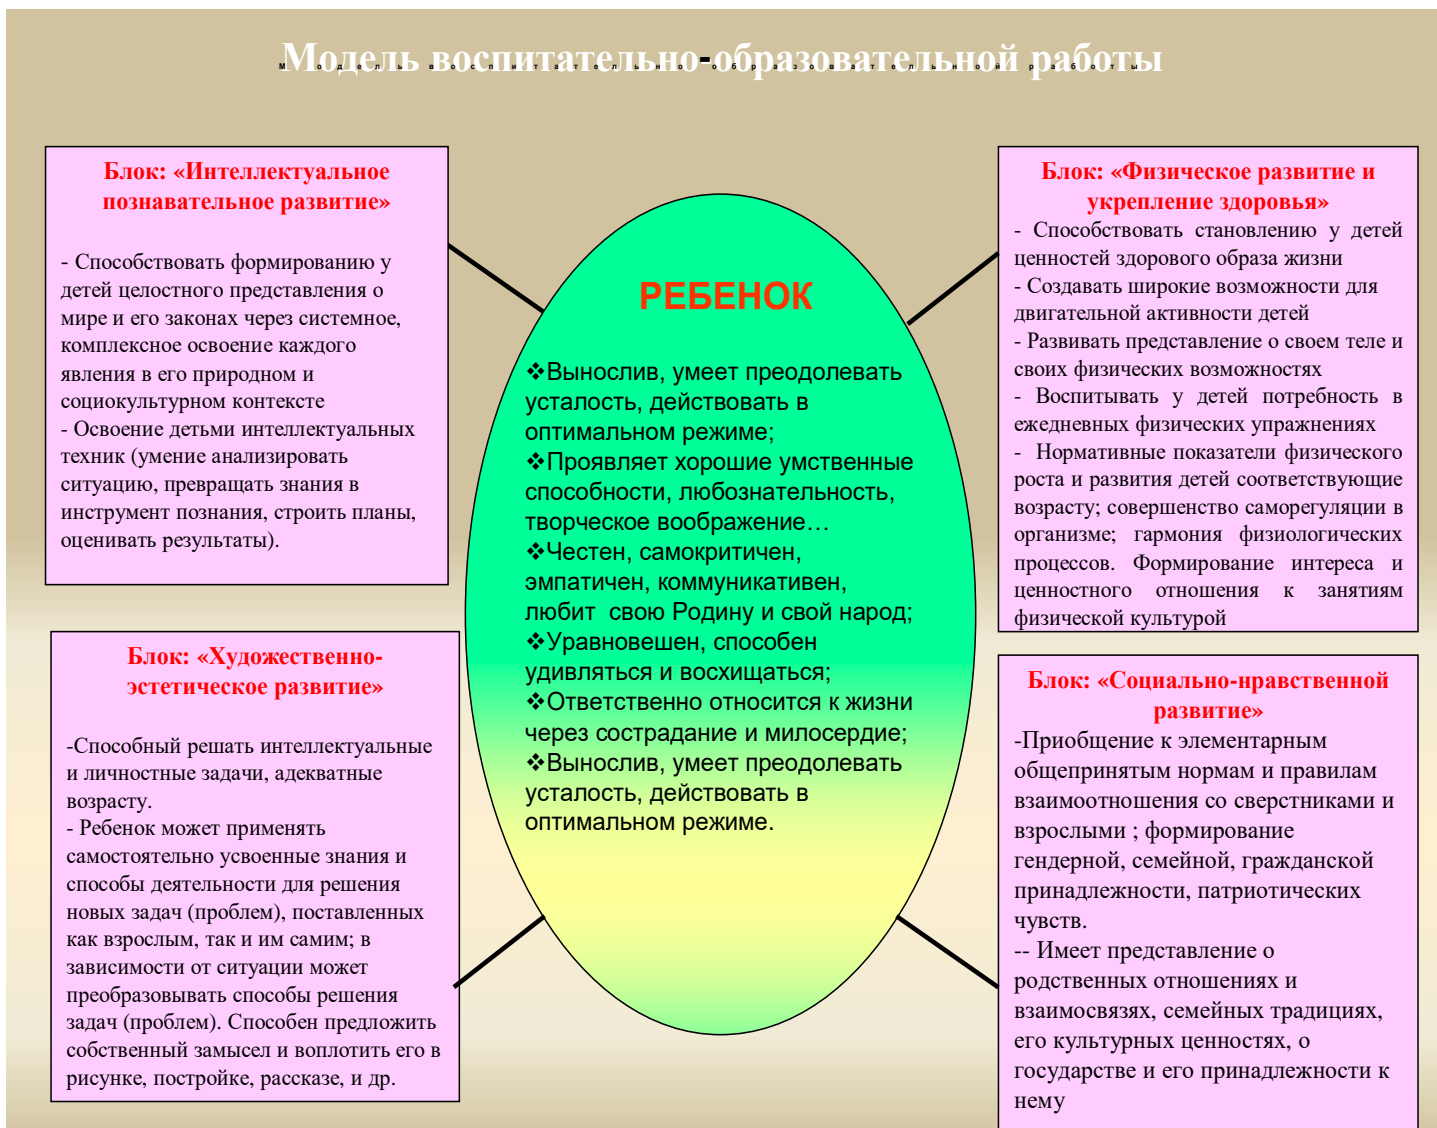 Модель воспитательно-образовательной работы
Блок: «Интеллектуальное
познавательное развитие»
- Способствовать формированию у
детей целостного представления о
мире и его законах через системное,
комплексное освоение каждого
явления в его природном и
социокультурном контексте
- Освоение детьми интеллектуальных
техник (умение анализировать
ситуацию, превращать знания в
инструмент познания, строить планы,
оценивать результаты).
Блок: «Художественно-
эстетическое развитие»
-Способный решать интеллектуальные
и личностные задачи, адекватные
возрасту.
- Ребенок может применять
самостоятельно усвоенные знания и
способы деятельности для решения
новых задач (проблем), поставленных
как взрослым, так и им самим; в
зависимости от ситуации может
преобразовывать способы решения
задач (проблем). Способен предложить
собственный замысел и воплотить его в
рисунке, постройке, рассказе, и др.
РЕБЕНОК
❖Вынослив, умеет преодолевать
усталость, действовать в
оптимальном режиме;
❖Проявляет хорошие умственные
способности, любознательность,
творческое воображение…
❖Честен, самокритичен,
эмпатичен, коммуникативен,
любит свою Родину и свой народ;
❖Уравновешен, способен
удивляться и восхищаться;
❖Ответственно относится к жизни
через сострадание и милосердие;
❖Вынослив, умеет преодолевать
усталость, действовать в
оптимальном режиме.
Блок: «Физическое развитие и
укрепление здоровья»
- Способствовать становлению у детей
ценностей здорового образа жизни
- Создавать широкие возможности для
двигательной активности детей
- Развивать представление о своем теле и
своих физических возможностях
- Воспитывать у детей потребность в
ежедневных физических упражнениях
- Нормативные показатели физического
роста и развития детей соответствующие
возрасту; совершенство саморегуляции в
организме; гармония физиологических
процессов. Формирование интереса и
ценностного отношения к занятиям
физической культурой
Блок: «Социально-нравственной
развитие»
-Приобщение к элементарным
общепринятым нормам и правилам
взаимоотношения со сверстниками и
взрослыми ; формирование
гендерной, семейной, гражданской
принадлежности, патриотических
чувств.
-- Имеет представление о
родственных отношениях и
взаимосвязях, семейных традициях,
его культурных ценностях, о
государстве и его принадлежности к
нему